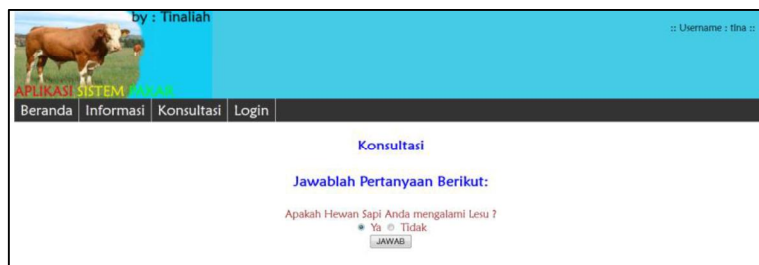 by : Tinaliah
:: Username : tina ::
APLIKASI SISTEM PAKAR
Beranda Informasi Konsultasi Login
Konsultasi
Jawablah Pertanyaan Berikut:
Apakah Hewan Sapi Anda mengalami Lesu ?
Ya Tidak
JAWAB